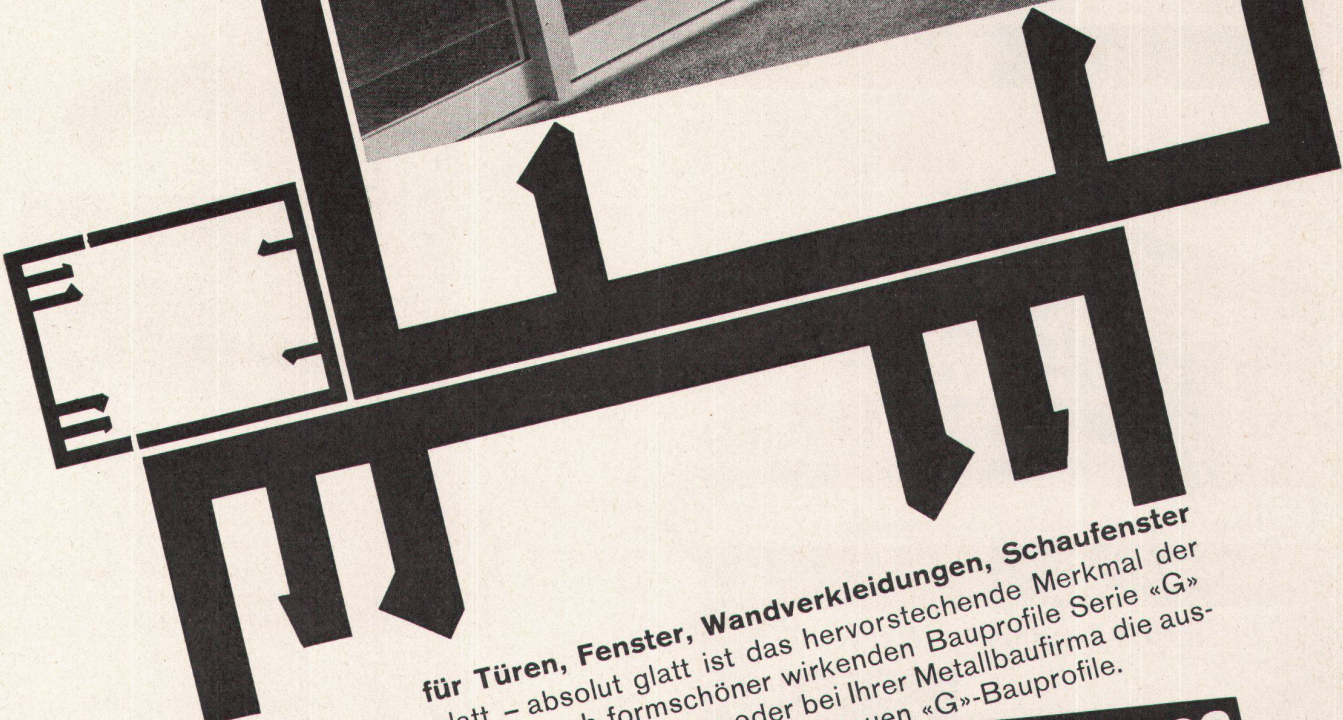 für Türen, Fenster, Wandverkleidungen, Schaufenster
– absolut glatt ist das hervorstechende Merkmal der
formschöner wirkenden Bauprofile Serie «G»
oder bei Ihrer Metallbaufirma die aus-
«G»-Bauprofile.